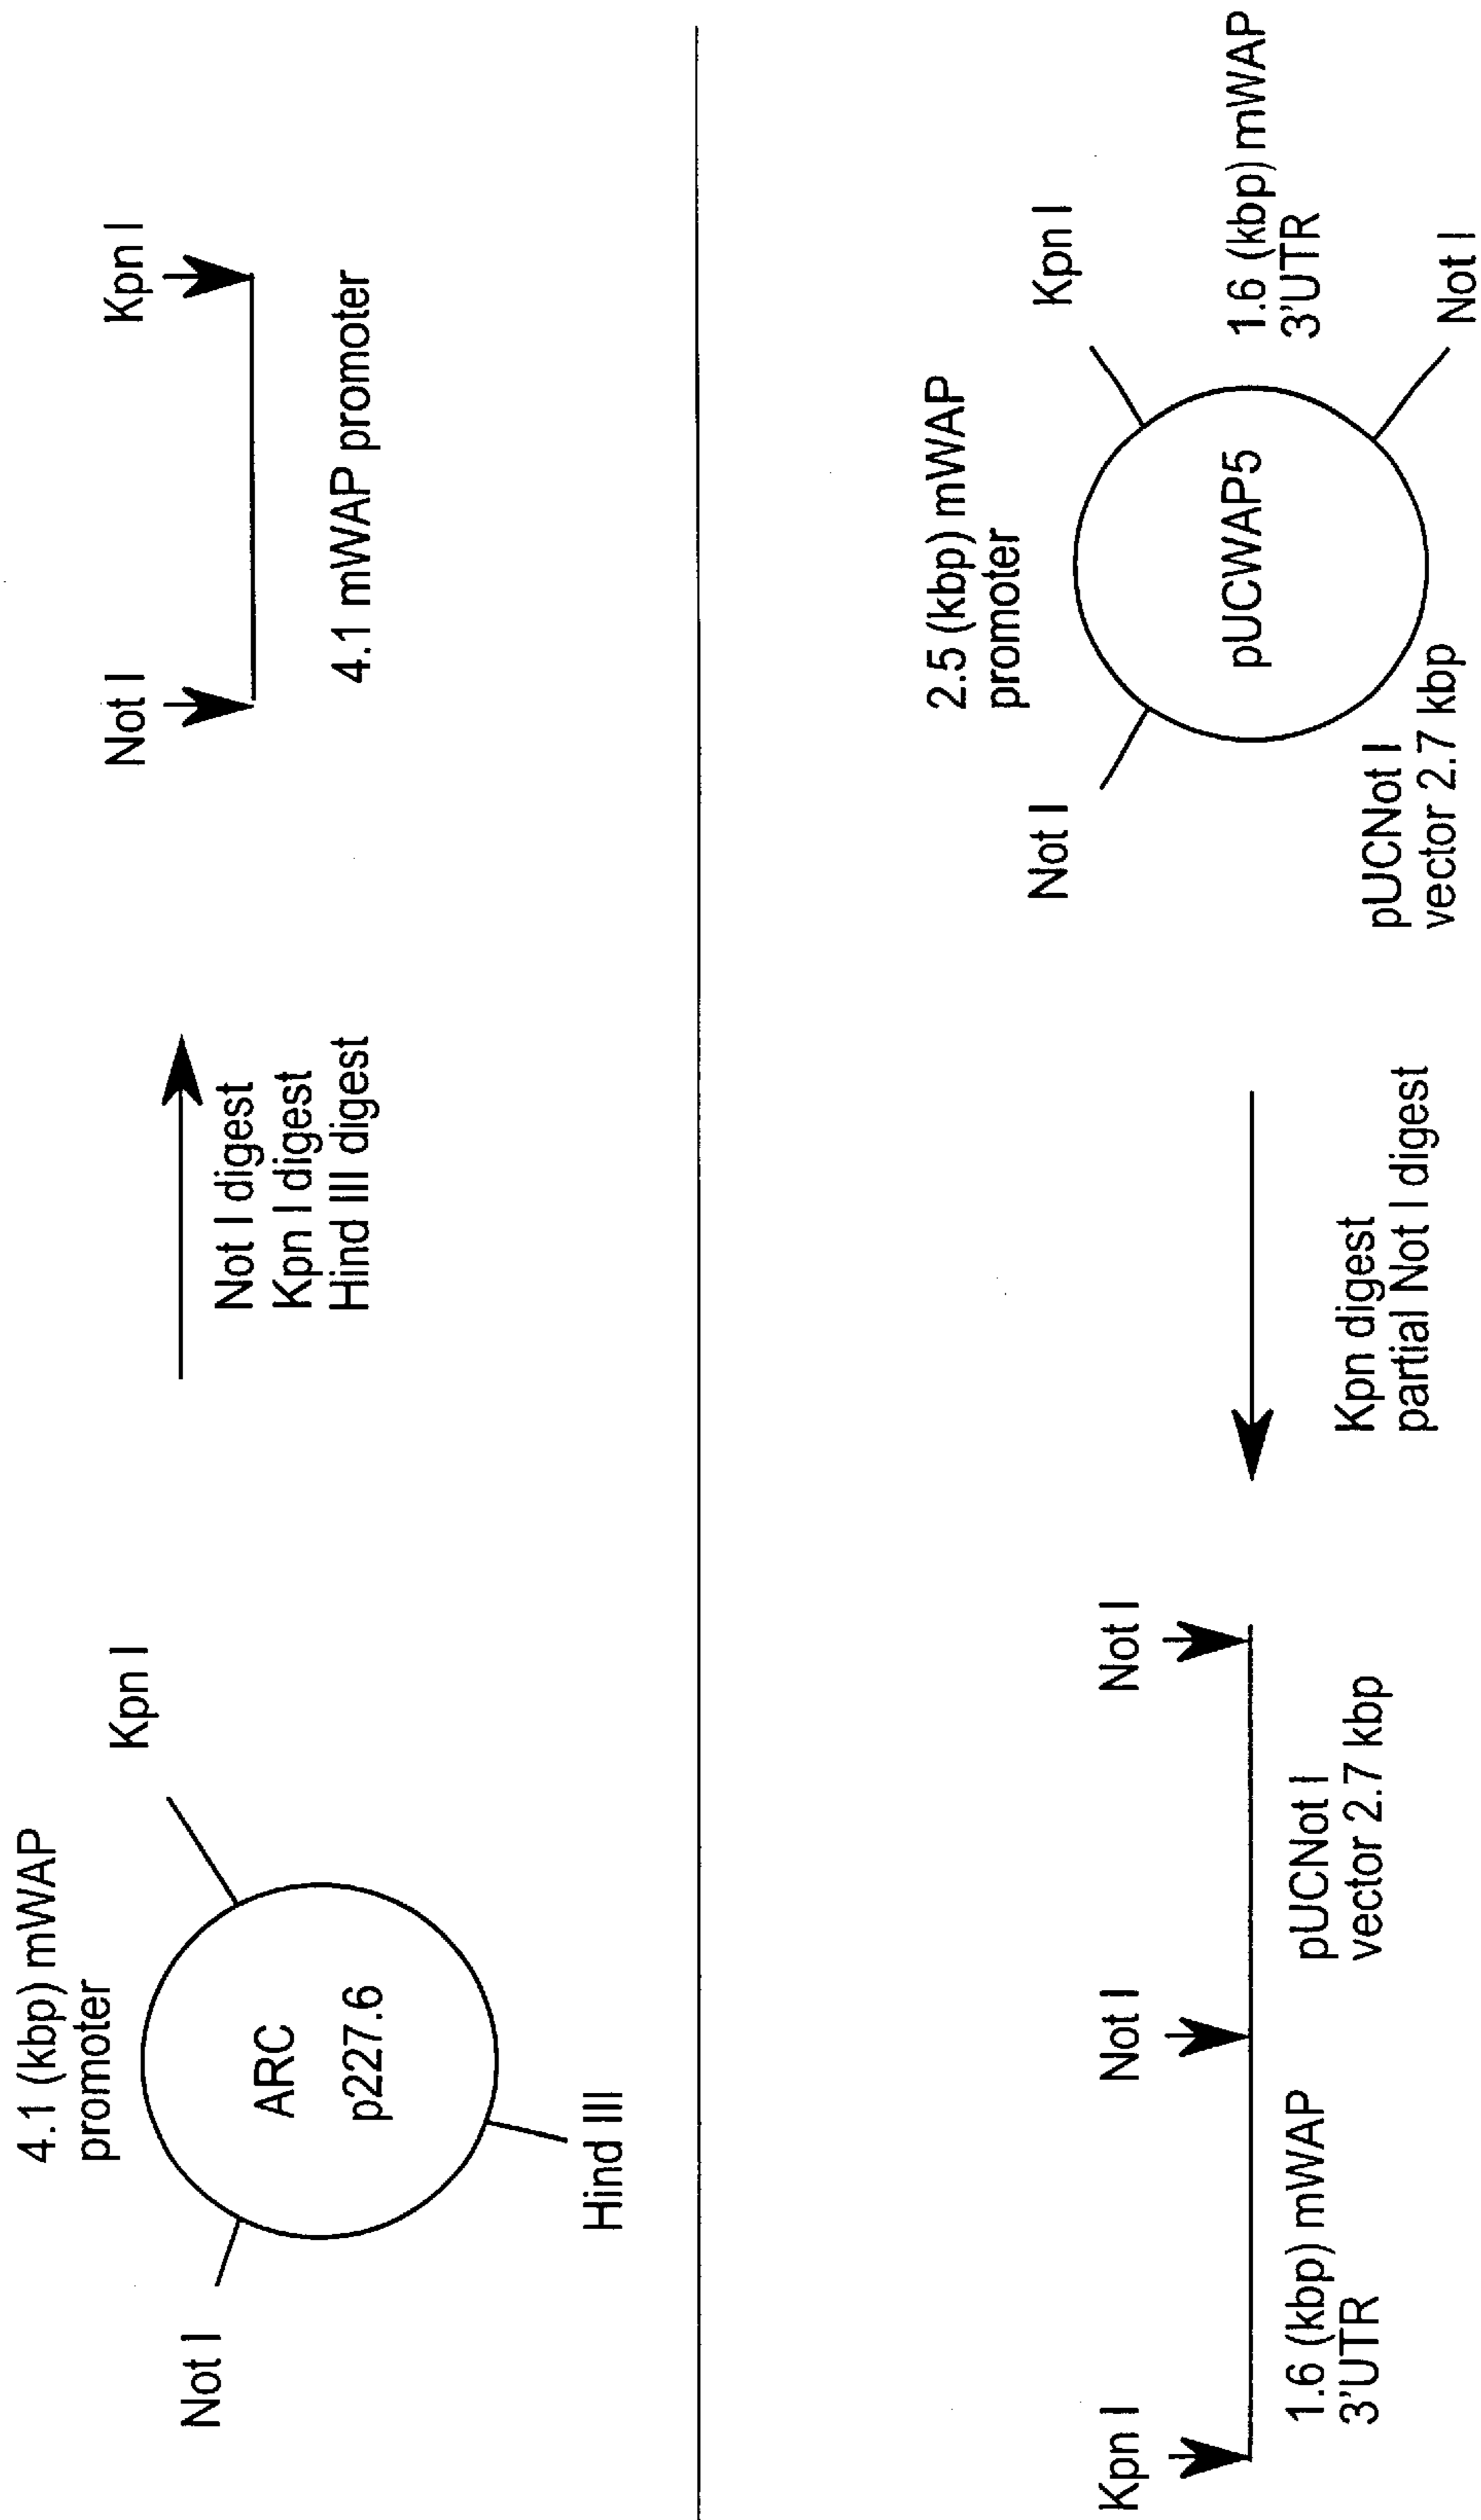 4.1 (kbp) mWAP
promoter
Not I
Kpn I
ARC
p227.6
Hind III
Not I digest
Kpn I digest
Hind III digest
Not I
Kpn I
4.1 mWAP promoter
Kpn I
Not I
Not I
1.6 (kbp) mWAP
3'UTR
pUCNot I
vector 2.7 kbp
Kpn digest
partial Not I digest
2.5 (kbp) mWAP
promoter
Not I
Kpn I
pUCWAP5
1.6 (kbp) mWAP
3'UTR
pUCNot I
vector 2.7 kbp
Not I